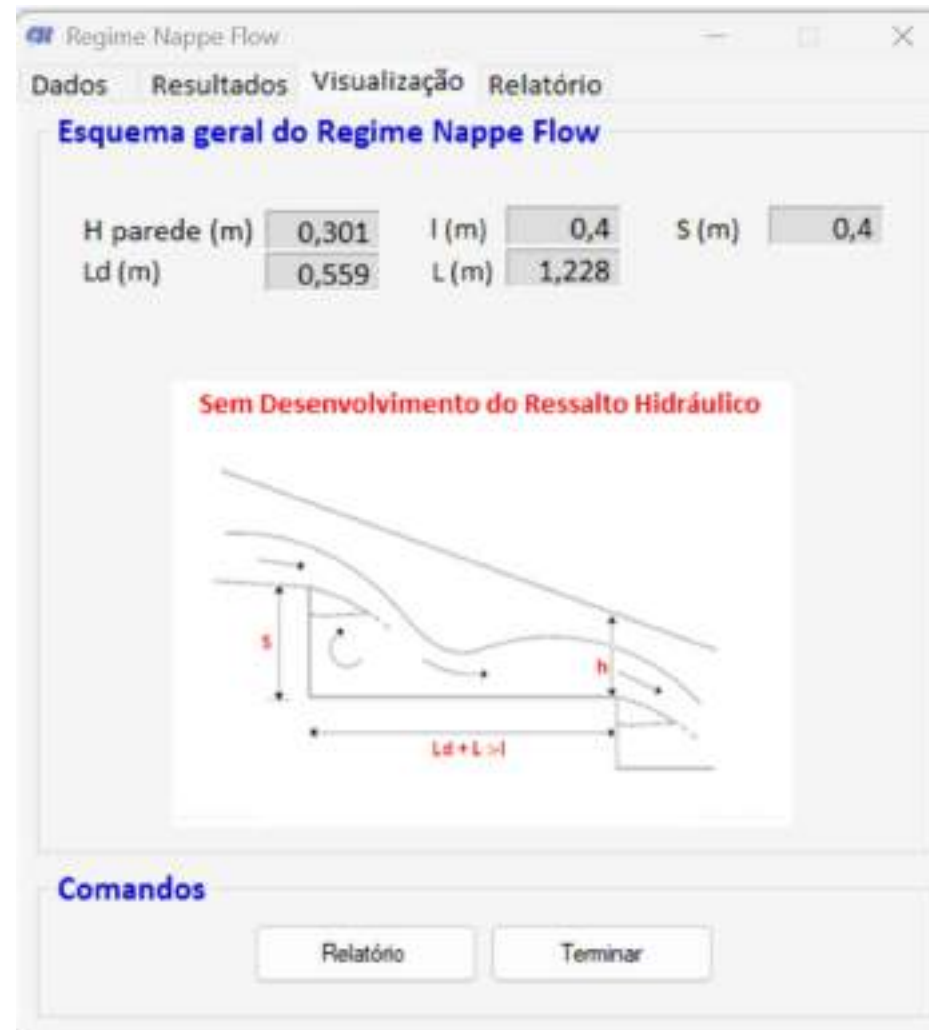 Regime Nappe Flow
Dados Resultados Visualização Relatório
Esquema geral do Regime Nappe Flow
H parede (m) 0,301 l (m) 0,4 S (m) 0,4
Ld (m) 0,559 L (m) 1,228
Sem Desenvolvimento do Ressalto Hidráulico
s
h
Ld + L > l
Comandos
Relatório Terminar